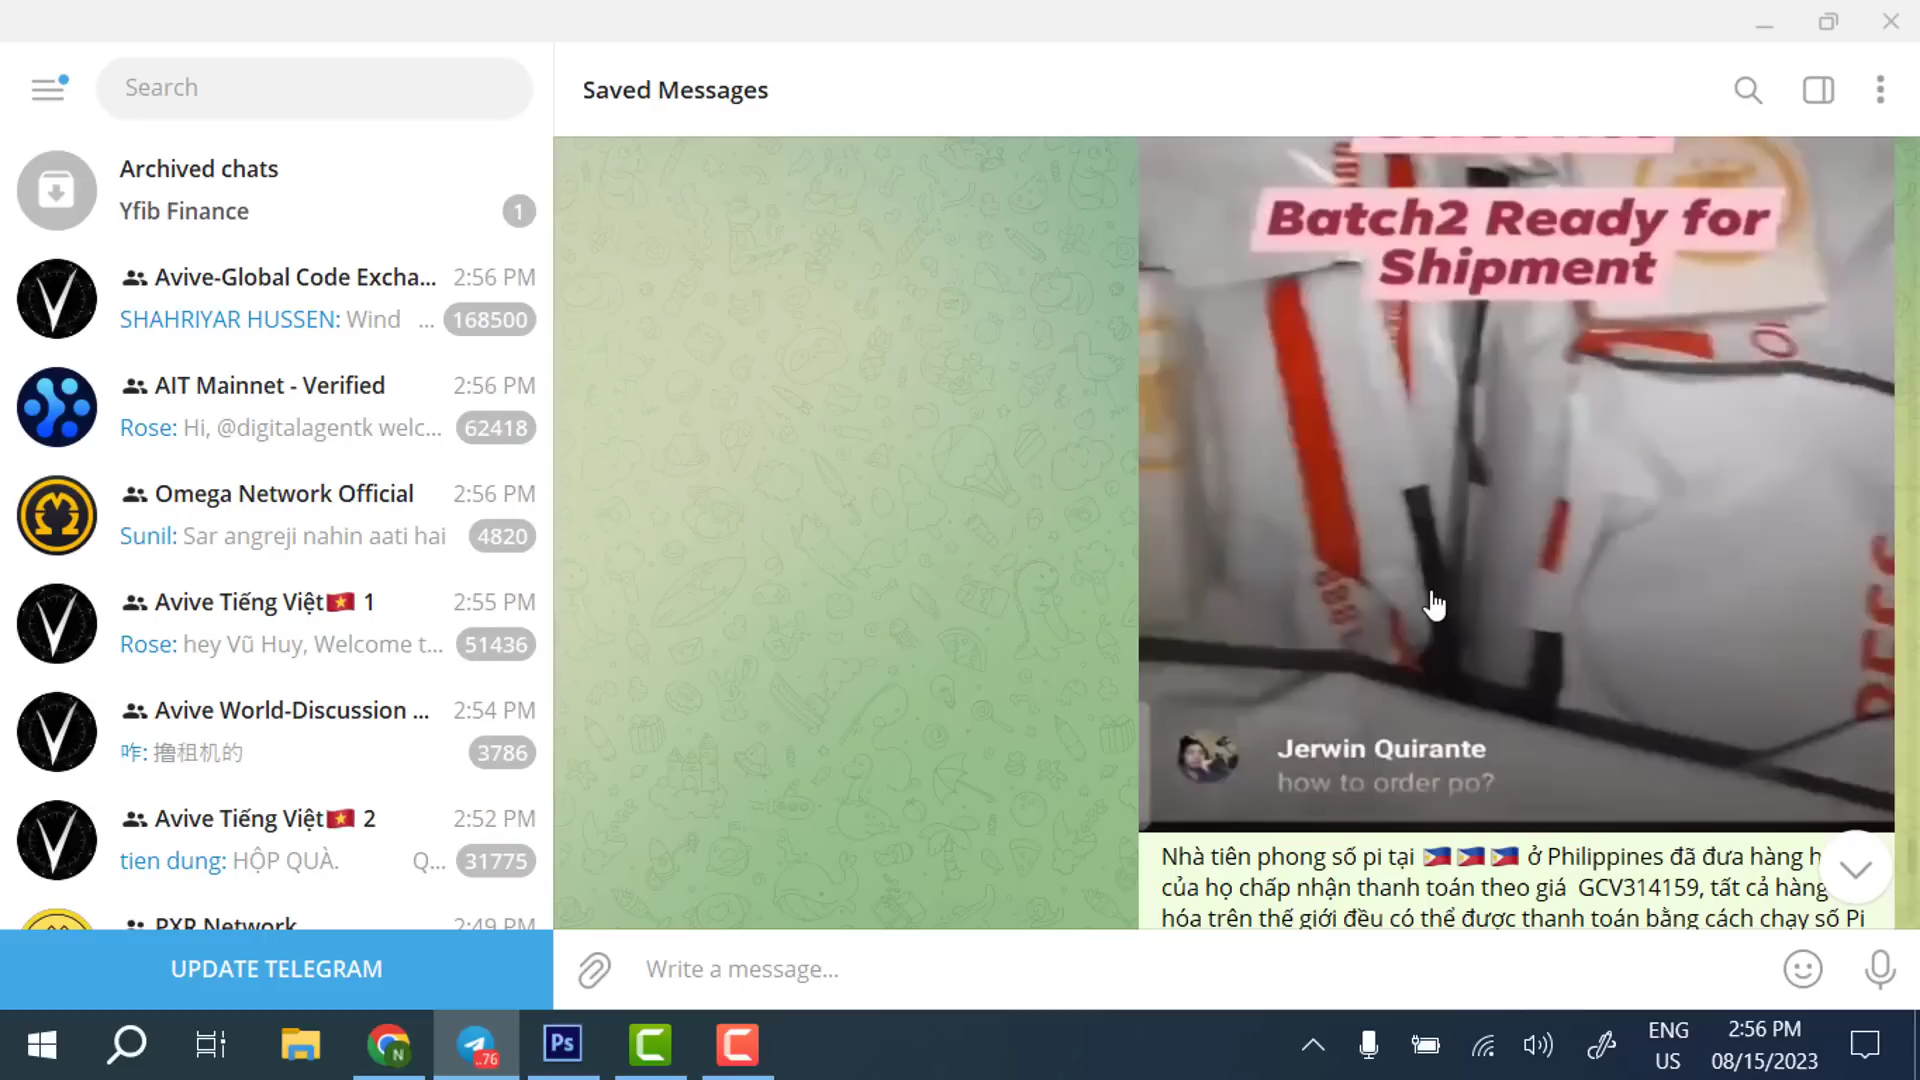 Search
Saved Messages
Archived chats
Yfib Finance
1
Avive-Global Code Excha... 2:56 PM
SHAHRIYAR HUSSEN: Wind ... 168500
AIT Mainnet - Verified 2:56 PM
Rose: Hi, @digitalagentk welc... 62418
Omega Network Official 2:56 PM
Sunil: Sar angreji nahin aati hai 4820
Avive Tiếng Việt🇻🇳 1 2:55 PM
Rose: hey Vũ Huy, Welcome t... 51436
Avive World-Discussion ... 2:54 PM
咋: 撸租机的 3786
Avive Tiếng Việt🇻🇳 2 2:52 PM
tien dung: HỘP QUÀ. Q... 31775
PXR Network 2:49 PM
UPDATE TELEGRAM
Batch2 Ready for
Shipment
Jerwin Quirante
how to order po?
Nhà tiên phong số pi tại 🇵🇭🇵🇭🇵🇭 ở Philippines đã đưa hàng h
của họ chấp nhận thanh toán theo giá GCV314159, tất cả hàng
hóa trên thế giới đều có thể được thanh toán bằng cách chạy số Pi
Write a message...
Ps
..76
N
ENG
US
2:56 PM
08/15/2023